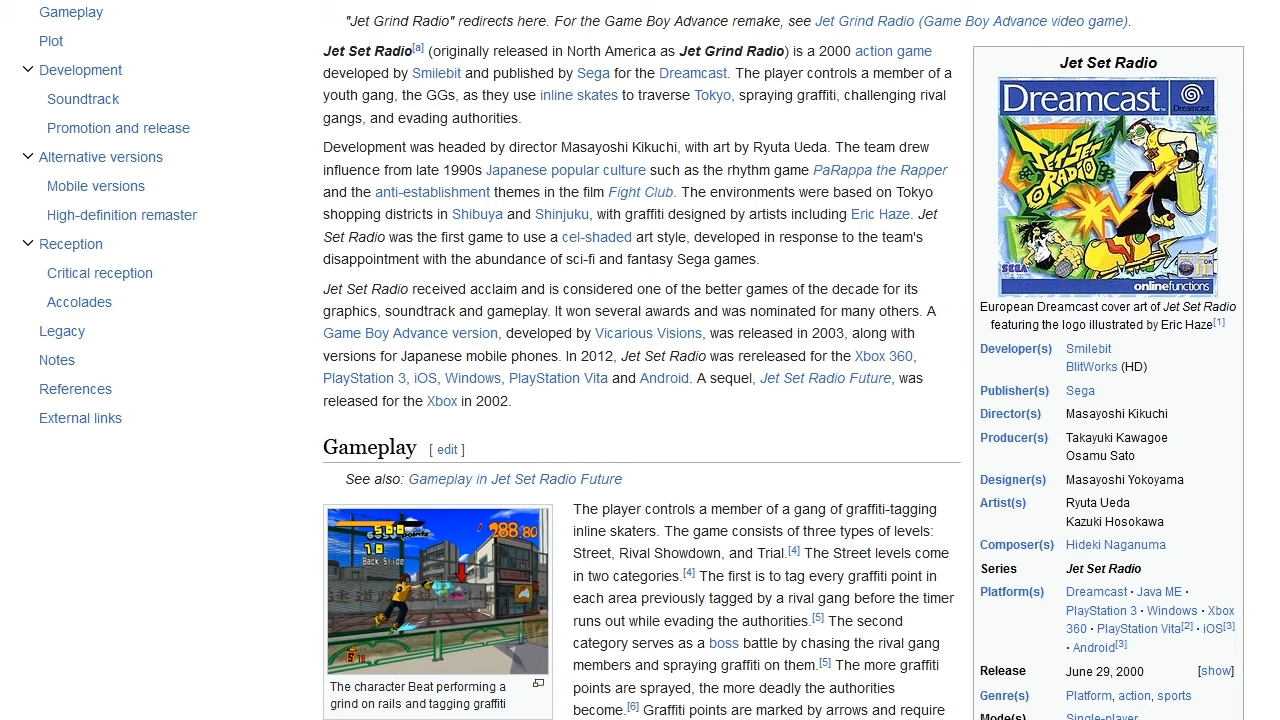 Gameplay
Plot
Development
Soundtrack
Promotion and release
Alternative versions
Mobile versions
High-definition remaster
Reception
Critical reception
Accolades
Legacy
Notes
References
External links
"Jet Grind Radio" redirects here. For the Game Boy Advance remake, see Jet Grind Radio (Game Boy Advance video game).
Jet Set Radio[a] (originally released in North America as Jet Grind Radio) is a 2000 action game
developed by Smilebit and published by Sega for the Dreamcast. The player controls a member of a
youth gang, the GGs, as they use inline skates to traverse Tokyo, spraying graffiti, challenging rival
gangs, and evading authorities.
Development was headed by director Masayoshi Kikuchi, with art by Ryuta Ueda. The team drew
influence from late 1990s Japanese popular culture such as the rhythm game PaRappa the Rapper
and the anti-establishment themes in the film Fight Club. The environments were based on Tokyo
shopping districts in Shibuya and Shinjuku, with graffiti designed by artists including Eric Haze. Jet
Set Radio was the first game to use a cel-shaded art style, developed in response to the team's
disappointment with the abundance of sci-fi and fantasy Sega games.
Jet Set Radio received acclaim and is considered one of the better games of the decade for its
graphics, soundtrack and gameplay. It won several awards and was nominated for many others. A
Game Boy Advance version, developed by Vicarious Visions, was released in 2003, along with
versions for Japanese mobile phones. In 2012, Jet Set Radio was rereleased for the Xbox 360,
PlayStation 3, iOS, Windows, PlayStation Vita and Android. A sequel, Jet Set Radio Future, was
released for the Xbox in 2002.
Gameplay [ edit ]
See also: Gameplay in Jet Set Radio Future
points
10
Back Slide
288.80
The character Beat performing a
grind on rails and tagging graffiti
The player controls a member of a gang of graffiti-tagging
inline skaters. The game consists of three types of levels:
Street, Rival Showdown, and Trial.[4] The Street levels come
in two categories.[4] The first is to tag every graffiti point in
each area previously tagged by a rival gang before the timer
runs out while evading the authorities.[5] The second
category serves as a boss battle by chasing the rival gang
members and spraying graffiti on them.[5] The more graffiti
points are sprayed, the more deadly the authorities
become.[6] Graffiti points are marked by arrows and require
Jet Set Radio
Dreamcast
Dreamcast.
JET SET
RADIO
SEGA
onlinefunctions
European Dreamcast cover art of Jet Set Radio
featuring the logo illustrated by Eric Haze[1]
Developer(s) Smilebit
BlitWorks (HD)
Publisher(s) Sega
Director(s) Masayoshi Kikuchi
Producer(s) Takayuki Kawagoe
Osamu Sato
Designer(s) Masayoshi Yokoyama
Artist(s) Ryuta Ueda
Kazuki Hosokawa
Composer(s) Hideki Naganuma
Series Jet Set Radio
Platform(s) Dreamcast · Java ME ·
PlayStation 3 · Windows · Xbox
360 · PlayStation Vita[2] · iOS[3]
· Android[3]
Release June 29, 2000 [show]
Genre(s) Platform, action, sports
Mode(s) Single-player